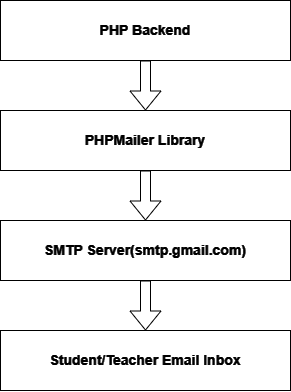 PHP Backend
PHPMailer Library
SMTP Server(smtp.gmail.com)
Student/Teacher Email Inbox